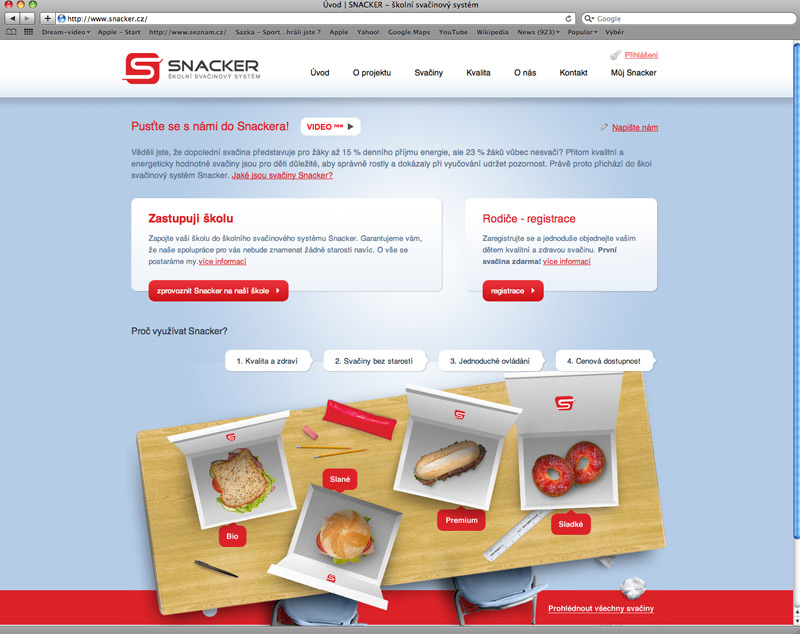 Úvod | SNACKER – školní svačinový systém
http://www.snacker.cz/
Google
Dream-video Apple - Start http://www.seznam.cz/ Sazka - Sport...hráli jste ? Apple Yahoo! Google Maps YouTube Wikipedia News (923) Popular Výběr
SNACKER
ŠKOLNÍ SVAČINOVÝ SYSTÉM
Přihlášení
Úvod O projektu Svačiny Kvalita O nás Kontakt Můj Snacker
Pusťte se s námi do Snackera!
VIDEO new
Napište nám
Věděli jste, že dopolední svačina představuje pro žáky až 15 % denního příjmu energie, ale 23 % žáků vůbec nesvačí? Přitom kvalitní a
energeticky hodnotné svačiny jsou pro děti důležité, aby správně rostly a dokázaly při vyučování udržet pozornost. Právě proto přichází do škol
svačinový systém Snacker. Jaké jsou svačiny Snacker?
Zastupuji školu
Zapojte vaši školu do školního svačinového systému Snacker. Garantujeme vám,
že naše spolupráce pro vás nebude znamenat žádné starosti navíc. O vše se
postaráme my.více informací
zprovoznit Snacker na naší škole
Rodiče - registrace
Zaregistrujte se a jednoduše objednejte vašim
dětem kvalitní a zdravou svačinu. První
svačina zdarma! více informací
registrace
Proč využívat Snacker?
1. Kvalita a zdraví
2. Svačiny bez starostí
3. Jednoduché ovládání
4. Cenová dostupnost
Slané
Premium
Sladké
Bio
Prohlédnout všechny svačiny